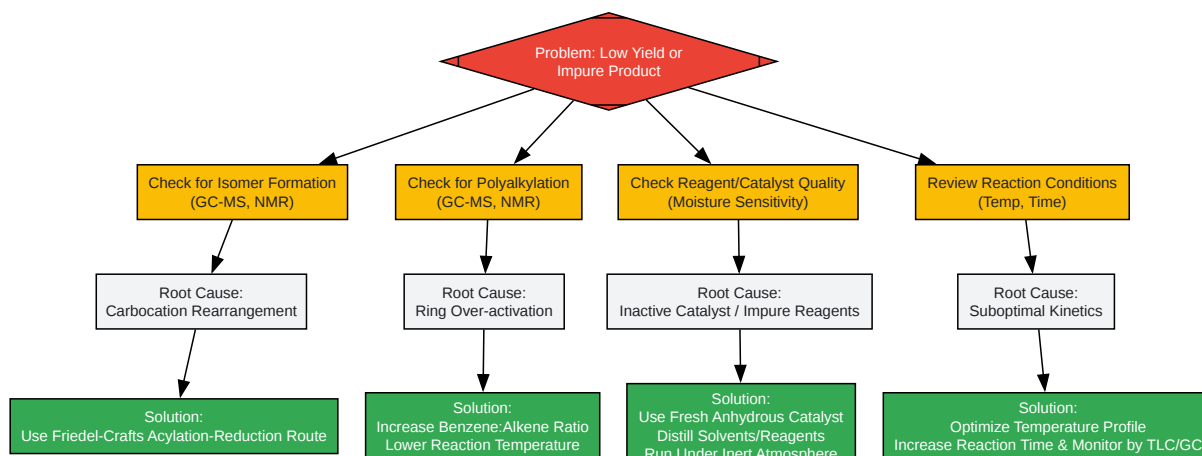 Problem: Low Yield or
Impure Product
Check for Isomer Formation
(GC-MS, NMR)
Check for Polyalkylation
(GC-MS, NMR)
Check Reagent/Catalyst Quality
(Moisture Sensitivity)
Review Reaction Conditions
(Temp, Time)
Root Cause:
Carbocation Rearrangement
Root Cause:
Ring Over-activation
Root Cause:
Inactive Catalyst / Impure Reagents
Root Cause:
Suboptimal Kinetics
Solution:
Use Friedel-Crafts Acylation-Reduction Route
Solution:
Increase Benzene:Alkene Ratio
Lower Reaction Temperature
Solution:
Use Fresh Anhydrous Catalyst
Distill Solvents/Reagents
Run Under Inert Atmosphere
Solution:
Optimize Temperature Profile
Increase Reaction Time & Monitor by TLC/GC